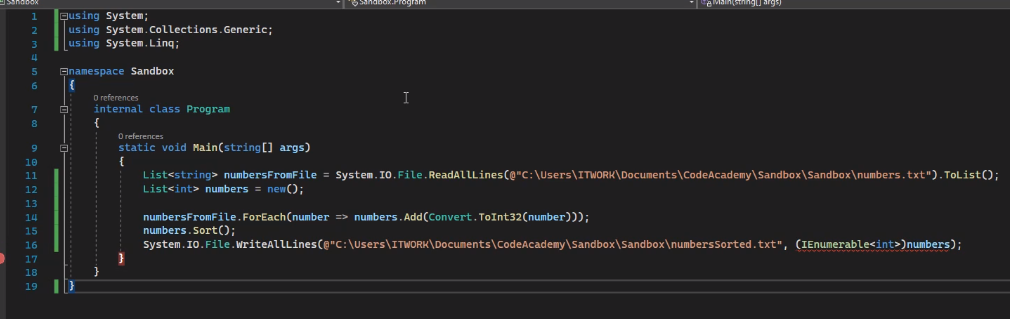 Sandbox Sandbox.Program Main(string[] args)
1 using System;
2 using System.Collections.Generic;
3 using System.Linq;
4
5 namespace Sandbox
6 {
0 references
7 internal class Program
8 {
0 references
9 static void Main(string[] args)
10 {
11 List<string> numbersFromFile = System.IO.File.ReadAllLines(@"C:\Users\ITWORK\Documents\CodeAcademy\Sandbox\Sandbox\numbers.txt").ToList();
12 List<int> numbers = new();
13
14 numbersFromFile.ForEach(number => numbers.Add(Convert.ToInt32(number)));
15 numbers.Sort();
16 System.IO.File.WriteAllLines(@"C:\Users\ITWORK\Documents\CodeAcademy\Sandbox\Sandbox\numbersSorted.txt", (IEnumerable<int>)numbers);
17 }
18 }
19 }